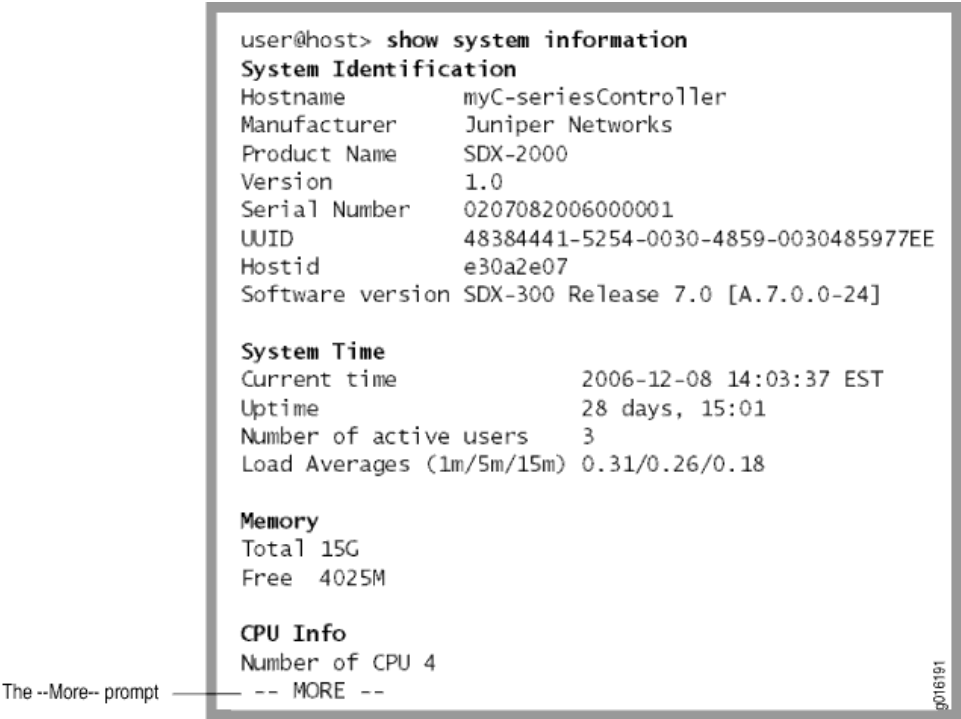 user@host> show system information
System Identification
Hostname myC-seriesController
Manufacturer Juniper Networks
Product Name SDX-2000
Version 1.0
Serial Number 0207082006000001
UUID 48384441-5254-0030-4859-0030485977EE
Hostid e30a2e07
Software version SDX-300 Release 7.0 [A.7.0.0-24]
System Time
Current time 2006-12-08 14:03:37 EST
Uptime 28 days, 15:01
Number of active users 3
Load Averages (1m/5m/15m) 0.31/0.26/0.18
Memory
Total 15G
Free 4025M
CPU Info
Number of CPU 4
The --More-- prompt
-- MORE --
g016191